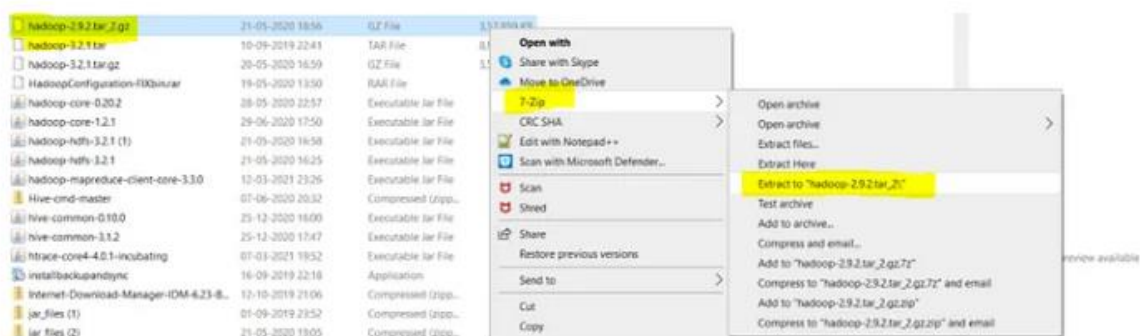 hadoop-2.9.2.tar_2.gz 21-05-2020 18:56 GZ File 3,57,859 KB
hadoop-3.2.1.tar 10-09-2019 22:41 TAR File
hadoop-3.2.1.tar.gz 20-05-2020 16:59 GZ File
HadoopConfiguration-FIXbin.rar 19-05-2020 13:50 RAR File
hadoop-core-0.20.2 28-05-2020 22:57 Executable Jar File
hadoop-core-1.2.1 29-06-2020 17:50 Executable Jar File
hadoop-hdfs-3.2.1 (1) 21-05-2020 16:58 Executable Jar File
hadoop-hdfs-3.2.1 21-05-2020 16:25 Executable Jar File
hadoop-mapreduce-client-core-3.3.0 12-03-2021 23:26 Executable Jar File
Hive-cmd-master 07-06-2020 20:32 Compressed (zipp...
hive-common-0.10.0 25-12-2020 16:00 Executable Jar File
hive-common-3.1.2 25-12-2020 17:47 Executable Jar File
htrace-core4-4.0.1-incubating 07-03-2021 19:52 Executable Jar File
installbackupandsync 16-09-2019 22:18 Application
Internet-Download-Manager-IDM-6.23-B... 12-10-2019 21:06 Compressed (zipp...
jar_files (1) 01-09-2019 23:52 Compressed (zipp...
jar_files (2) 21-05-2020 19:05 Compressed (zipp...
Open with
Share with Skype
Move to OneDrive
7-Zip
CRC SHA
Edit with Notepad++
Scan with Microsoft Defender...
Scan
Shred
Share
Restore previous versions
Send to
Cut
Copy
Open archive
Open archive
Extract files...
Extract Here
Extract to "hadoop-2.9.2.tar_2\"
Test archive
Add to archive...
Compress and email...
Add to "hadoop-2.9.2.tar_2.gz.7z"
Compress to "hadoop-2.9.2.tar_2.gz.7z" and email
Add to "hadoop-2.9.2.tar_2.gz.zip"
Compress to "hadoop-2.9.2.tar_2.gz.zip" and email
review available